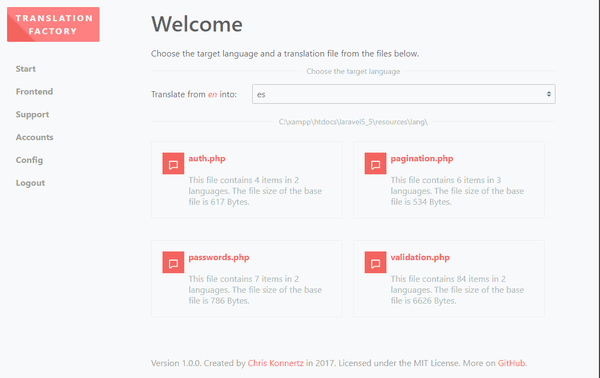 TRANSLATION
FACTORY
Start
Frontend
Support
Accounts
Config
Logout
Welcome
Choose the target language and a translation file from the files below.
Choose the target language
Translate from en into:
es
C:\xampp\htdocs\laravel5_5\resources\lang\
auth.php
This file contains 4 items in 2
languages. The file size of the base
file is 617 Bytes.
pagination.php
This file contains 6 items in 3
languages. The file size of the base
file is 534 Bytes.
passwords.php
This file contains 7 items in 2
languages. The file size of the base
file is 786 Bytes.
validation.php
This file contains 84 items in 2
languages. The file size of the base
file is 6626 Bytes.
Version 1.0.0. Created by Chris Konnertz in 2017. Licensed under the MIT License. More on GitHub.